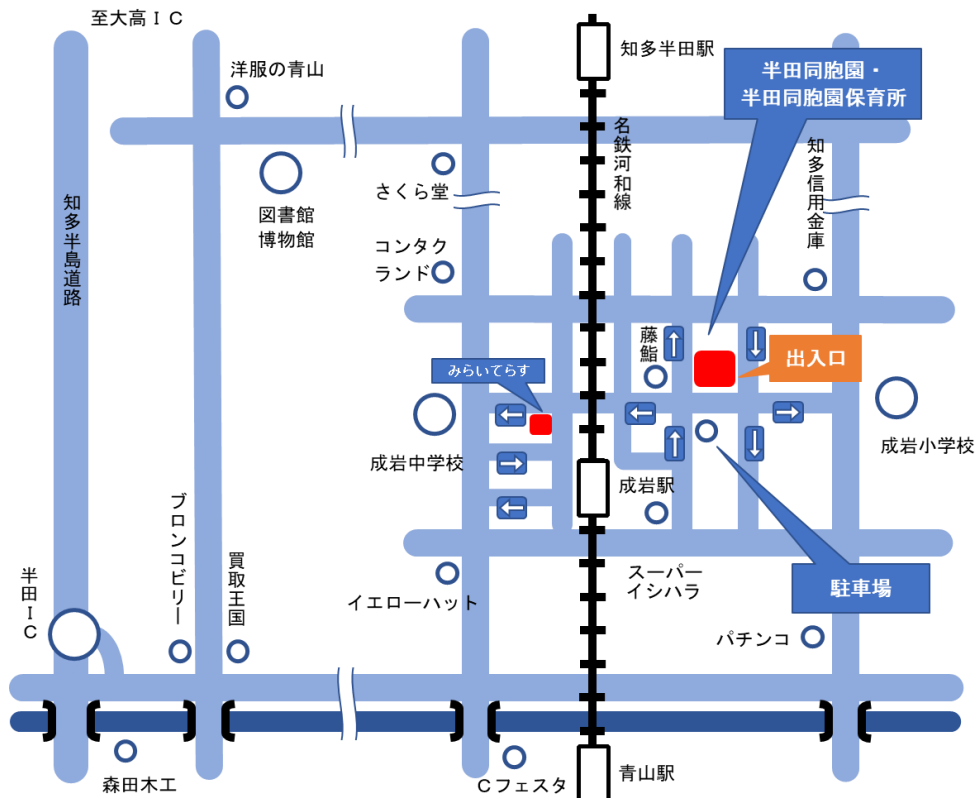 至大高ＩＣ
洋服の青山
知多半田駅
半田同胞園・
半田同胞園保育所
名鉄河和線
知多信用金庫
さくら堂
図書館
博物館
知多半島道路
コンタク
ランド
藤鮨
出入口
みらいてらす
成岩中学校
成岩小学校
成岩駅
ブロンコビリー
買取王国
半田ＩＣ
イエローハット
スーパー
イシハラ
駐車場
パチンコ
森田木工
Ｃフェスタ
青山駅